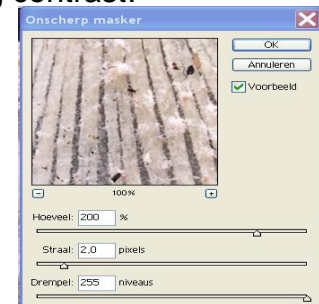 contrast.
Onscherp masker
OK
Annuleren
Voorbeeld
100%
Hoeveel: 200 %
Straal: 2,0 pixels
Drempel: 255 niveaus